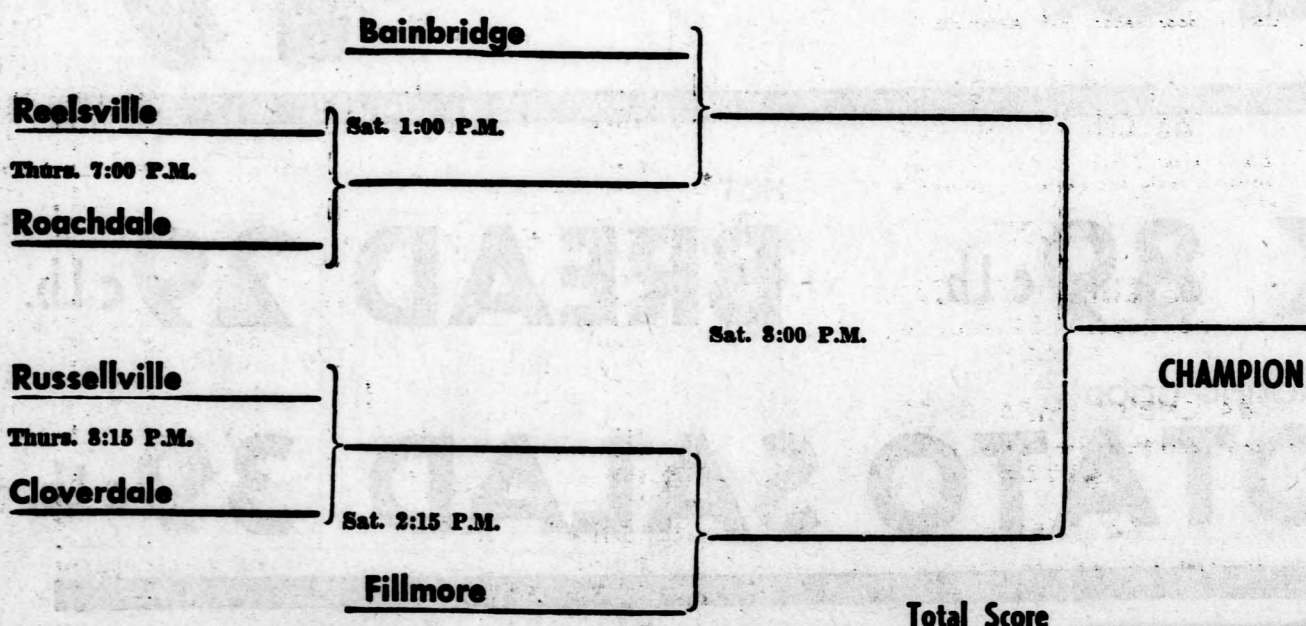 Bainbridge
Reelsville
Sat. 1:00 P.M.
Thurs. 7:00 P.M.
Roachdale
Sat. 8:00 P.M.
Russellville
CHAMPION
Thurs. 8:15 P.M.
Cloverdale
Sat. 2:15 P.M.
Fillmore
Total Score